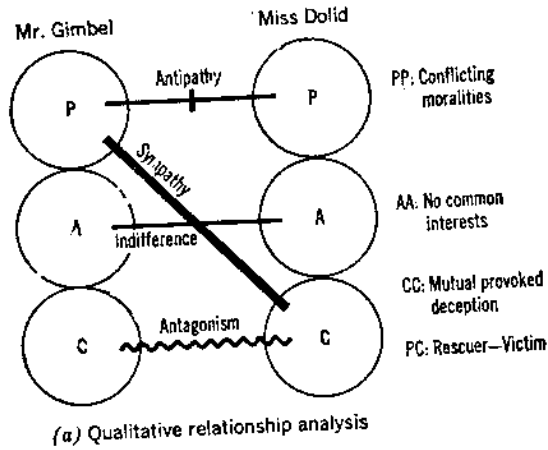 Mr. Gimbel
Miss Dolid
Antipathy
P
P
PP: Conflicting
moralities
Sympathy
A
A
indifference
AA: No common
interests
CC: Mutual provoked
deception
Antagonism
C
C
PC: Rescuer—Victim
(a) Qualitative relationship analysis